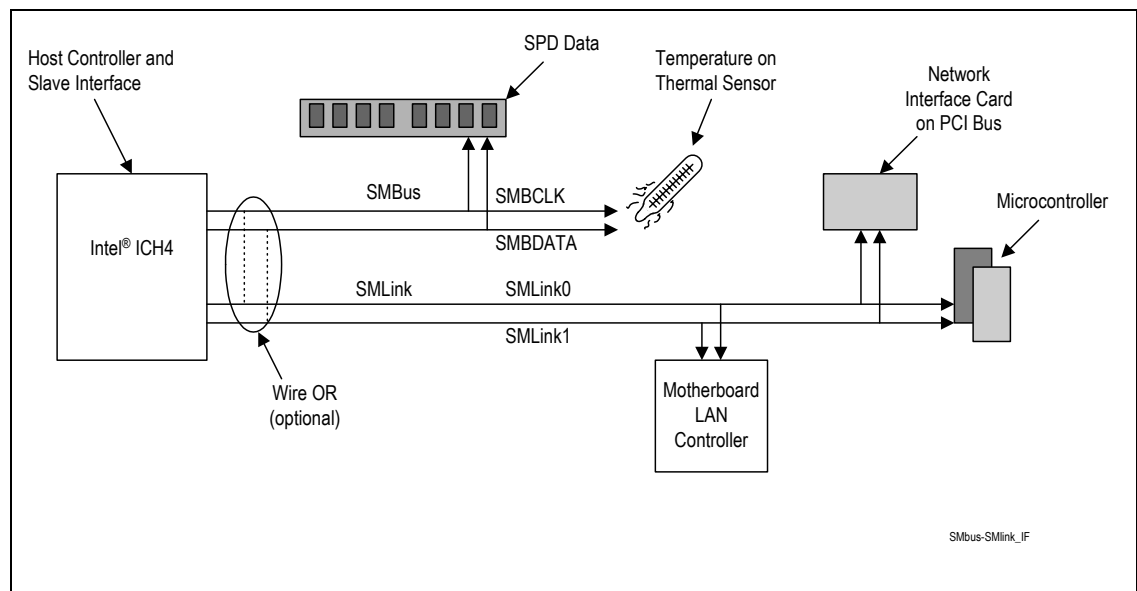 Host Controller and
Slave Interface
SPD Data
Temperature on
Thermal Sensor
Network
Interface Card
on PCI Bus
Microcontroller
Intel® ICH4
SMBus
SMBCLK
SMBDATA
SMLink
SMLink0
SMLink1
Wire OR
(optional)
Motherboard
LAN
Controller
SMbus-SMlink_IF